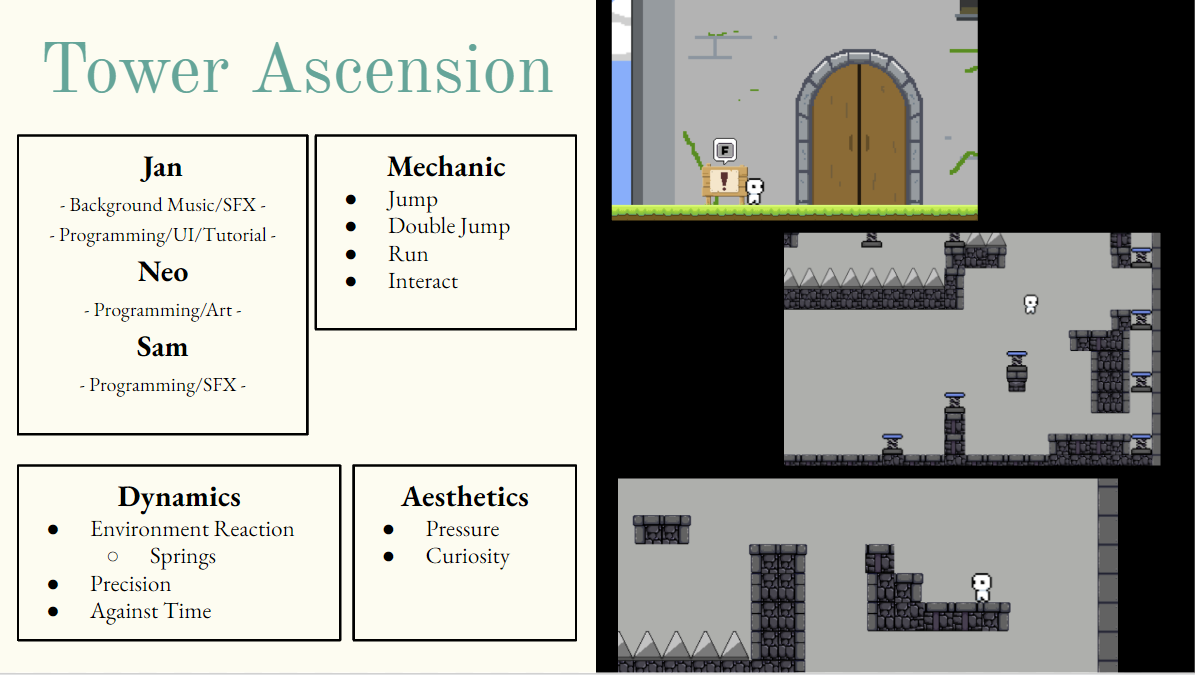 Tower Ascension
Jan
- Background Music/SFX -
- Programming/UI/Tutorial -
Neo
- Programming/Art -
Sam
- Programming/SFX -
Mechanic
● Jump
● Double Jump
● Run
● Interact
Dynamics
● Environment Reaction
○ Springs
● Precision
● Against Time
Aesthetics
● Pressure
● Curiosity
F
!